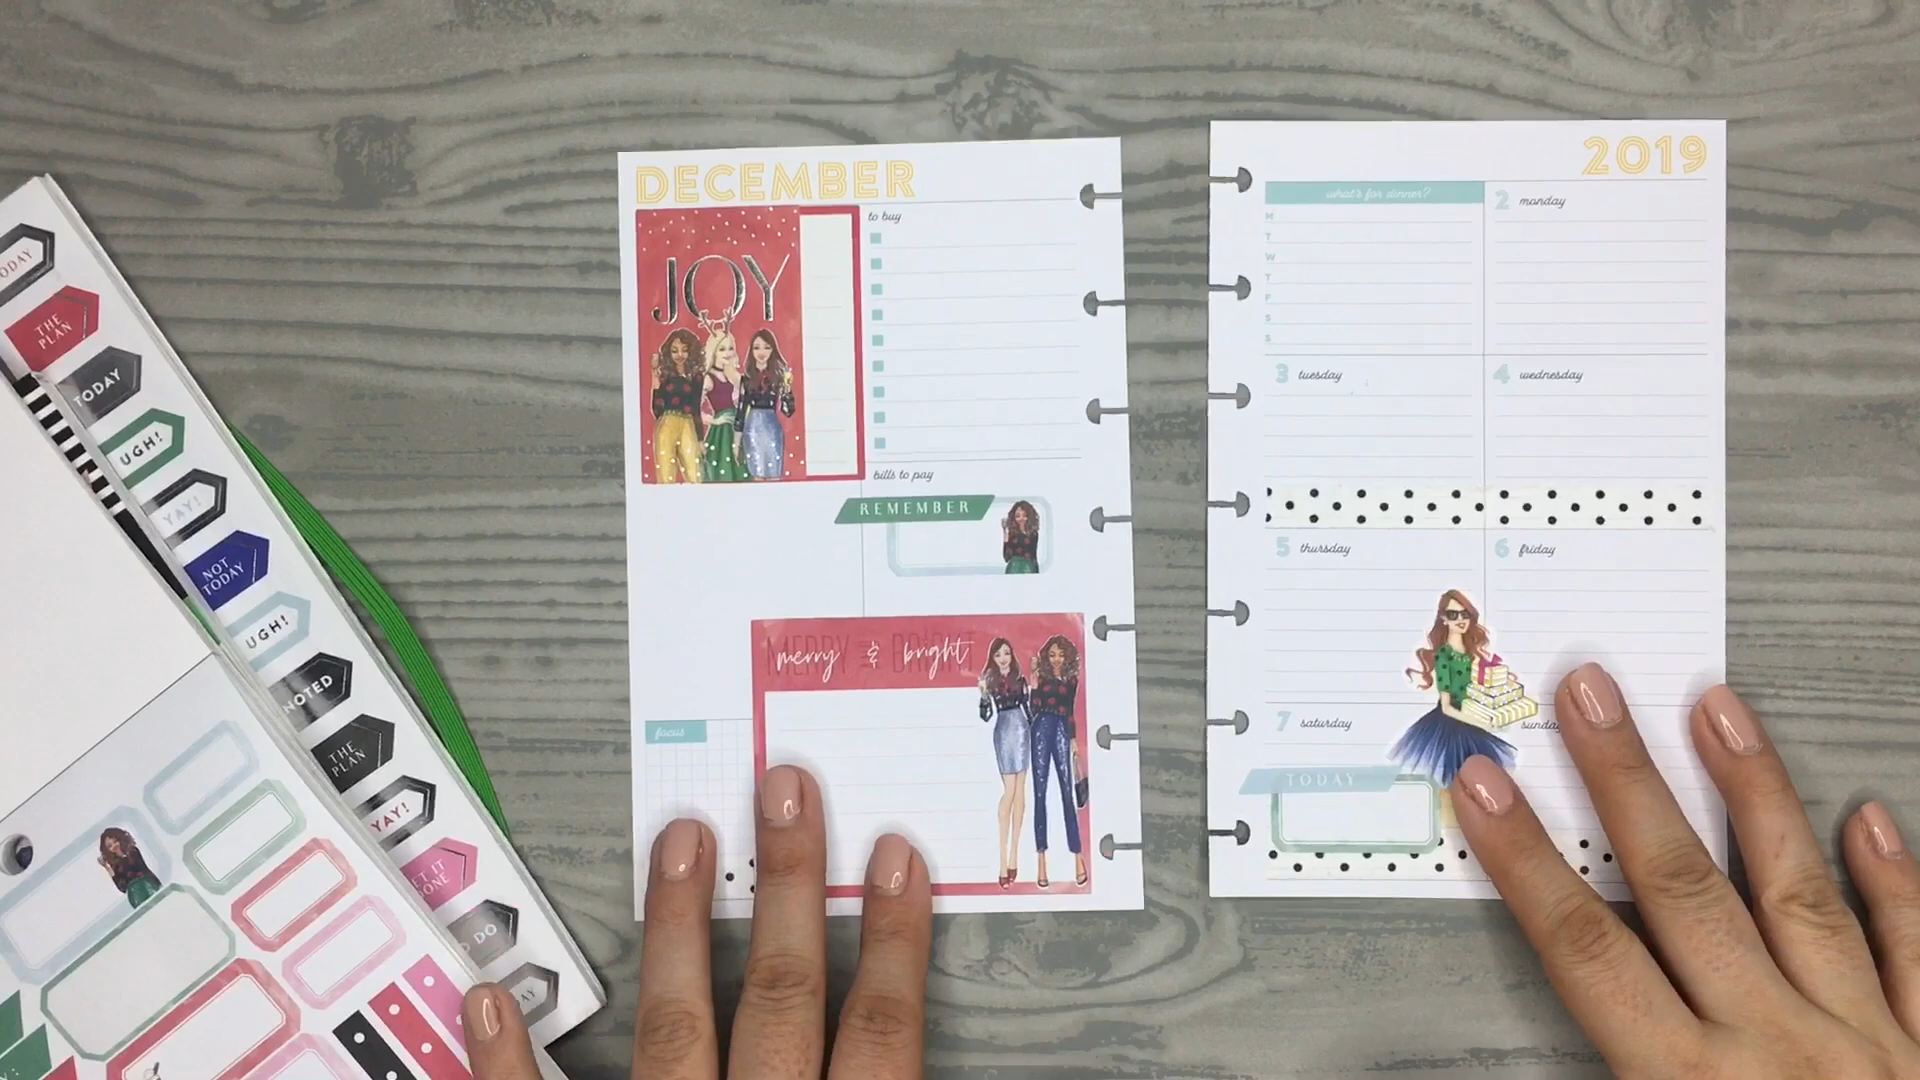 DECEMBER
JOY
to buy
bills to pay
REMEMBER
merry & bright
focus
2019
what's for dinner?
M
T
W
T
F
S
S
2 monday
3 tuesday
4 wednesday
5 thursday
6 friday
7 saturday
sunday
TODAY
THE
PLAN
TODAY
UGH!
YAY!
NOT
TODAY
UGH!
NOTED
THE
PLAN
YAY!
DO